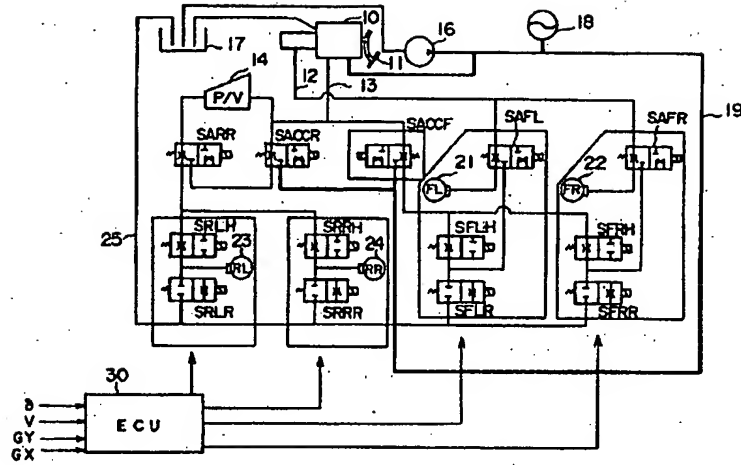 10
16
18
17
14
11
12
13
P/V
19
SARR
SACCR
SACCF
SAFL
SAFR
21
22
FL
FR
25
SRLH
23
SRRH
24
SFLH
SFRH
RL
RR
SRLR
SRRR
SFLR
SFRR
30
δ
V
GY
GX
ECU